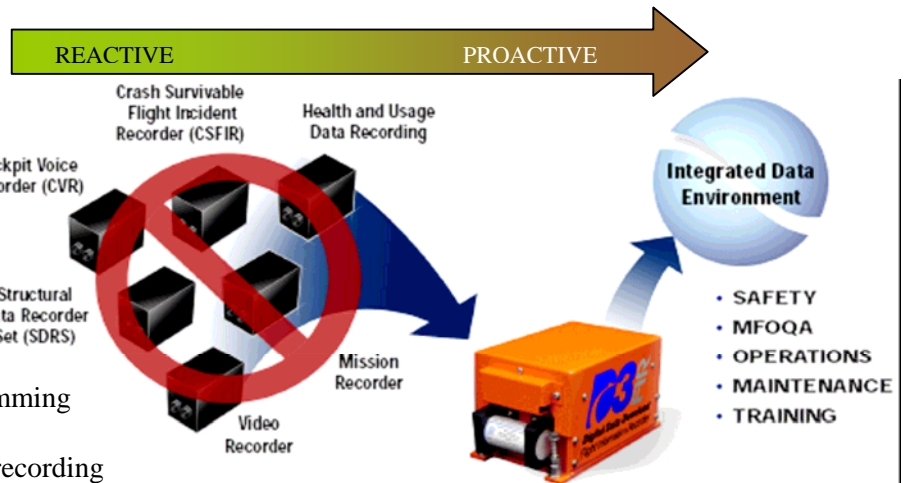 REACTIVE
PROACTIVE
Crash Survivable
Flight Incident
Recorder (CSFIR)
Health and Usage
Data Recording
ckpit Voice
order (CVR)
Integrated Data
Environment
Structural
ta Recorder
Set (SDRS)
Mission
Recorder
Video
Recorder
• SAFETY
• MFOQA
• OPERATIONS
• MAINTENANCE
• TRAINING
mming
recording